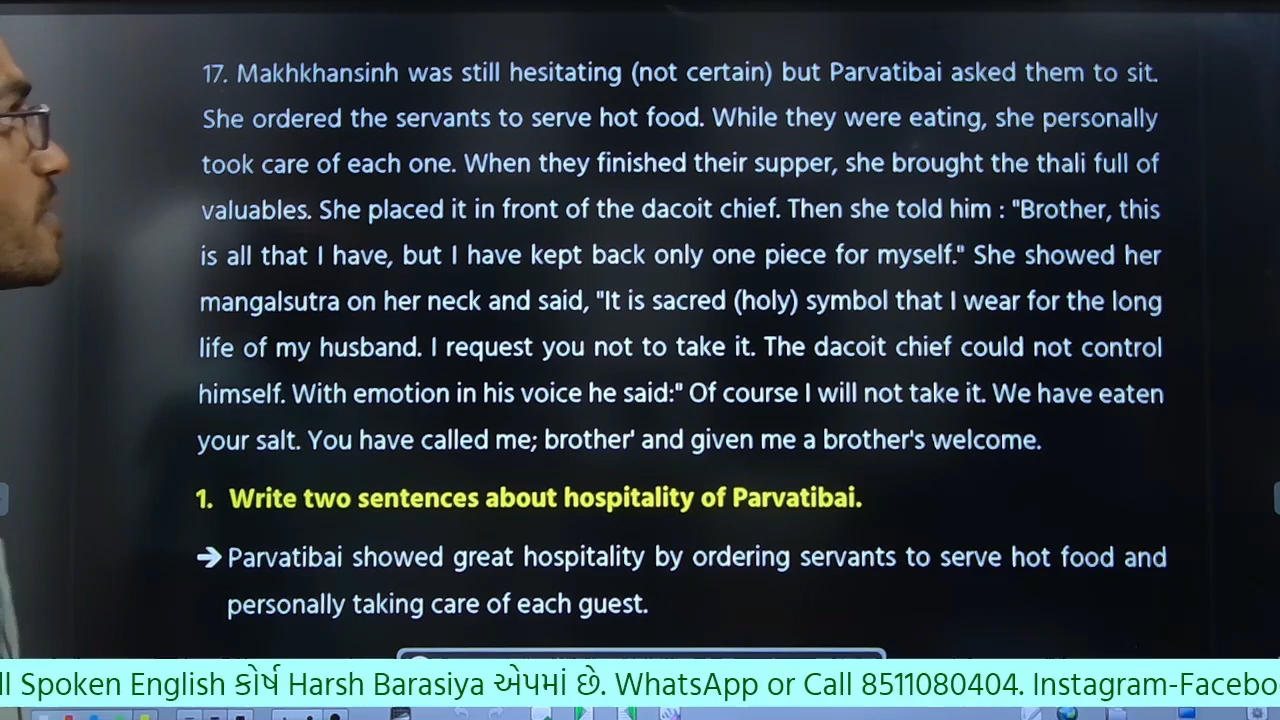 17. Makhkhansinh was still hesitating (not certain) but Parvatibai asked them to sit.
She ordered the servants to serve hot food. While they were eating, she personally
took care of each one. When they finished their supper, she brought the thali full of
valuables. She placed it in front of the dacoit chief. Then she told him : "Brother, this
is all that I have, but I have kept back only one piece for myself." She showed her
mangalsutra on her neck and said, "It is sacred (holy) symbol that I wear for the long
life of my husband. I request you not to take it. The dacoit chief could not control
himself. With emotion in his voice he said:" Of course I will not take it. We have eaten
your salt. You have called me; brother' and given me a brother's welcome.
1. Write two sentences about hospitality of Parvatibai.
➔ Parvatibai showed great hospitality by ordering servants to serve hot food and
personally taking care of each guest.
ll Spoken English કોર્ષ Harsh Barasiya એપમાં છે. WhatsApp or Call 8511080404. Instagram-Facebo